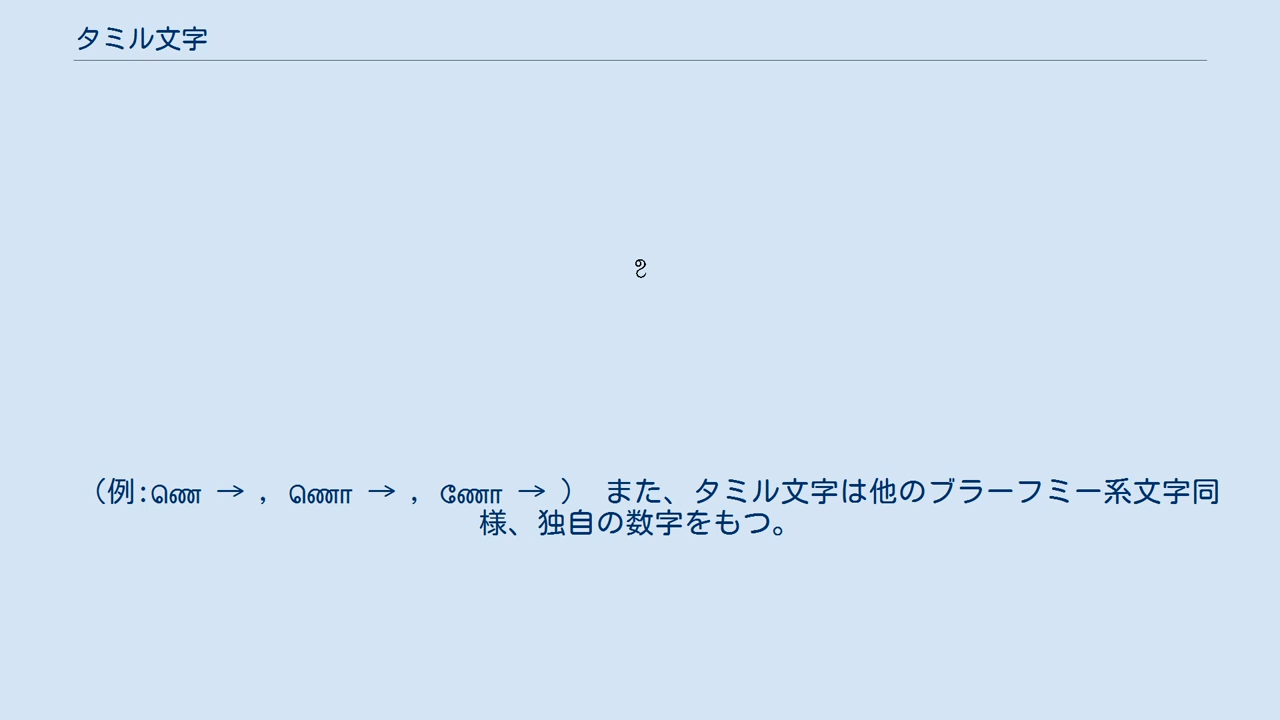 タミル文字
（例:ணெ → , ணொ → , ணோ → ） また、タミル文字は他のブラーフミー系文字同
様、独自の数字をもつ。